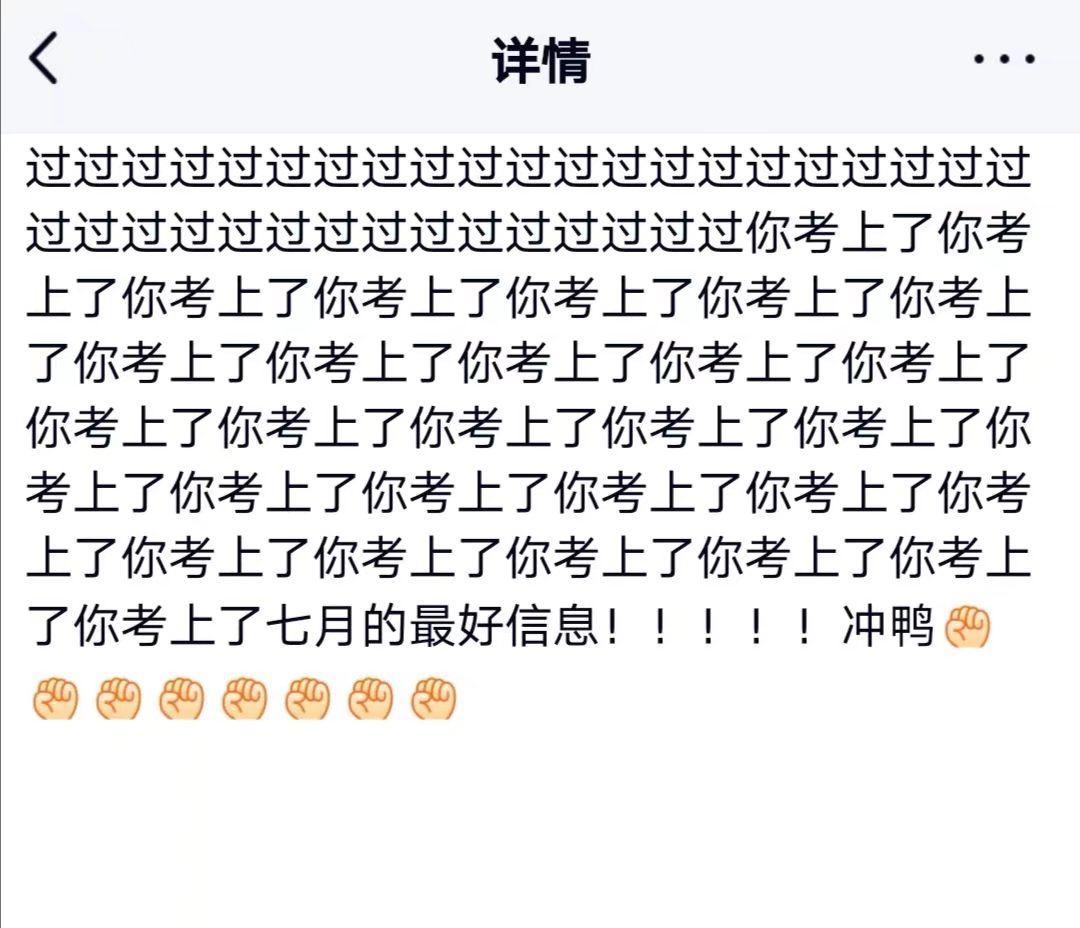 详情
过过过过过过过过过过过过过过过过过过过过过
过过过过过过过过过过过过过过过你考上了你考
上了你考上了你考上了你考上了你考上了你考上
了你考上了你考上了你考上了你考上了你考上了
你考上了你考上了你考上了你考上了你考上了你
考上了你考上了你考上了你考上了你考上了你考
上了你考上了你考上了你考上了你考上了你考上
了你考上了七月的最好信息！！！！！冲鸭✊
✊✊✊✊✊✊✊